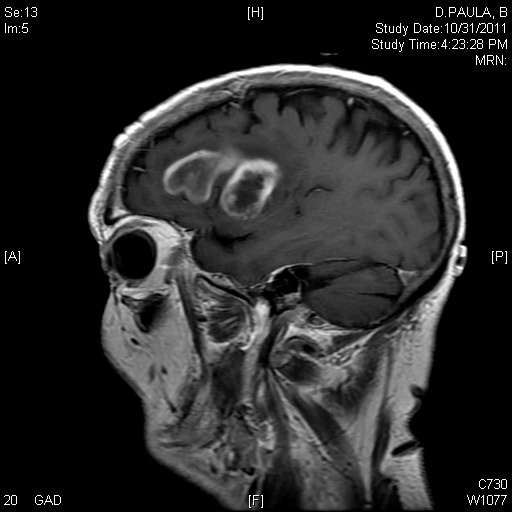 Se:13
Im:5
[H]
D.PAULA, B
Study Date:10/31/2011
Study Time:4:23:28 PM
MRN:
[A]
[P]
20 GAD
[F]
C730
W1077